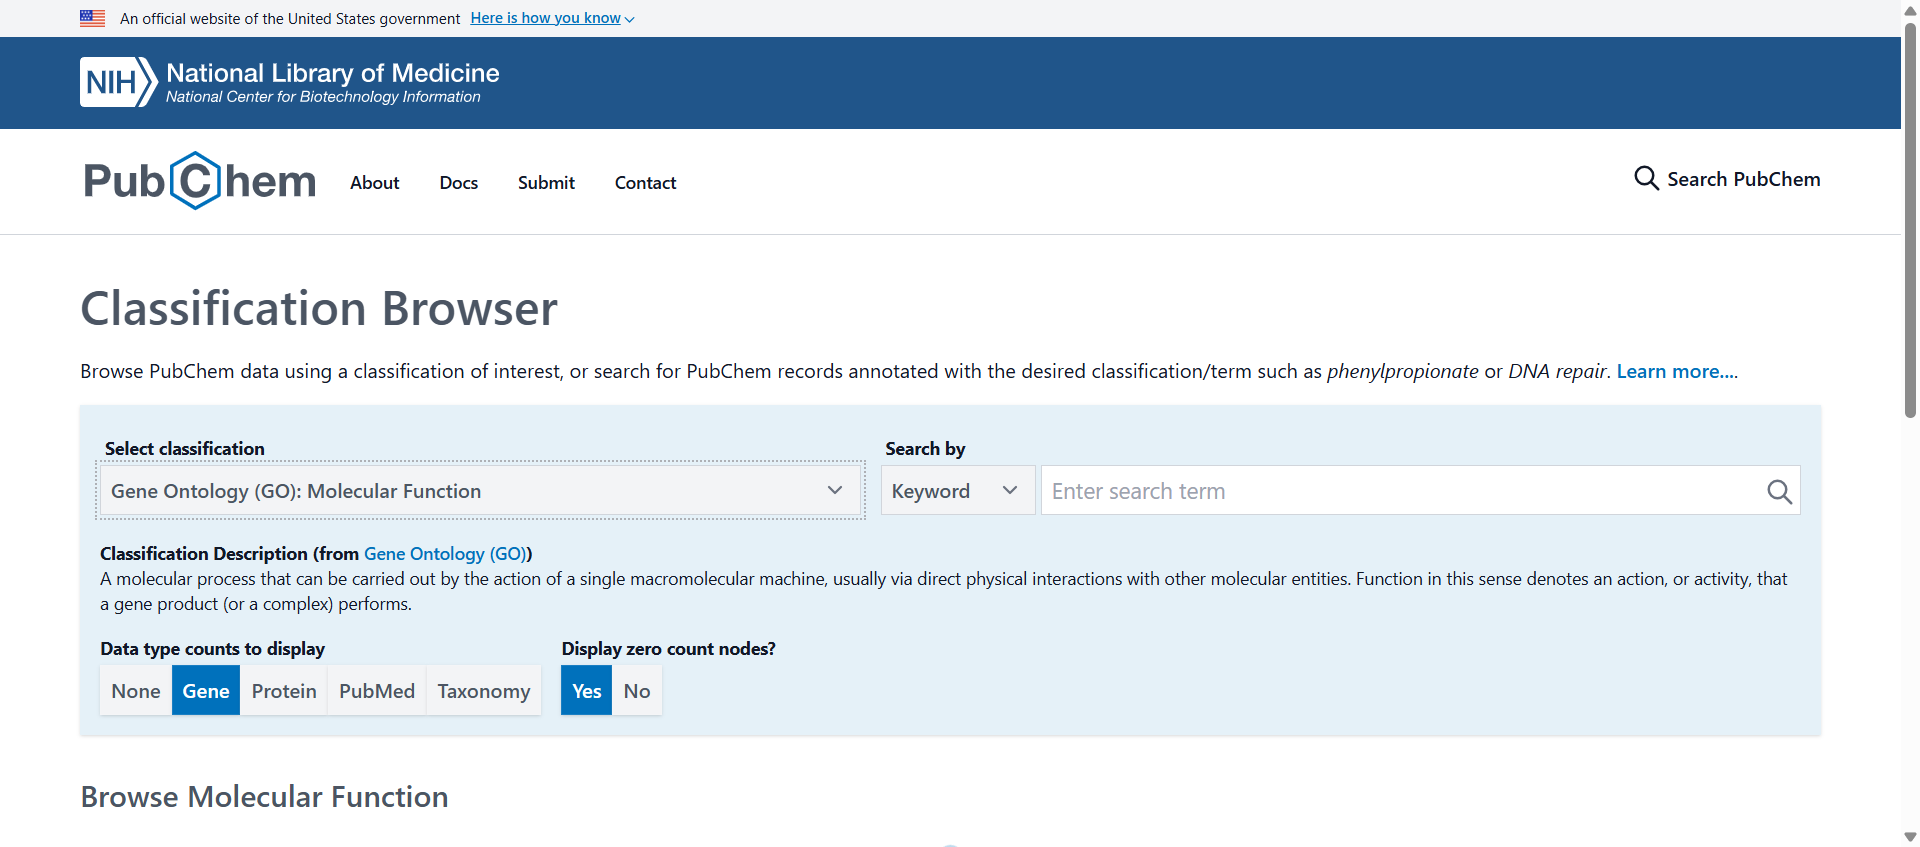 An official website of the United States government Here is how you know
NIH National Library of Medicine
National Center for Biotechnology Information
PubChem About Docs Submit Contact Search PubChem
Classification Browser
Browse PubChem data using a classification of interest, or search for PubChem records annotated with the desired classification/term such as phenylpropionate or DNA repair. Learn more....
Select classification Search by
Gene Ontology (GO): Molecular Function Keyword Enter search term
Classification Description (from Gene Ontology (GO))
A molecular process that can be carried out by the action of a single macromolecular machine, usually via direct physical interactions with other molecular entities. Function in this sense denotes an action, or activity, that
a gene product (or a complex) performs.
Data type counts to display Display zero count nodes?
None Gene Protein PubMed Taxonomy Yes No
Browse Molecular Function